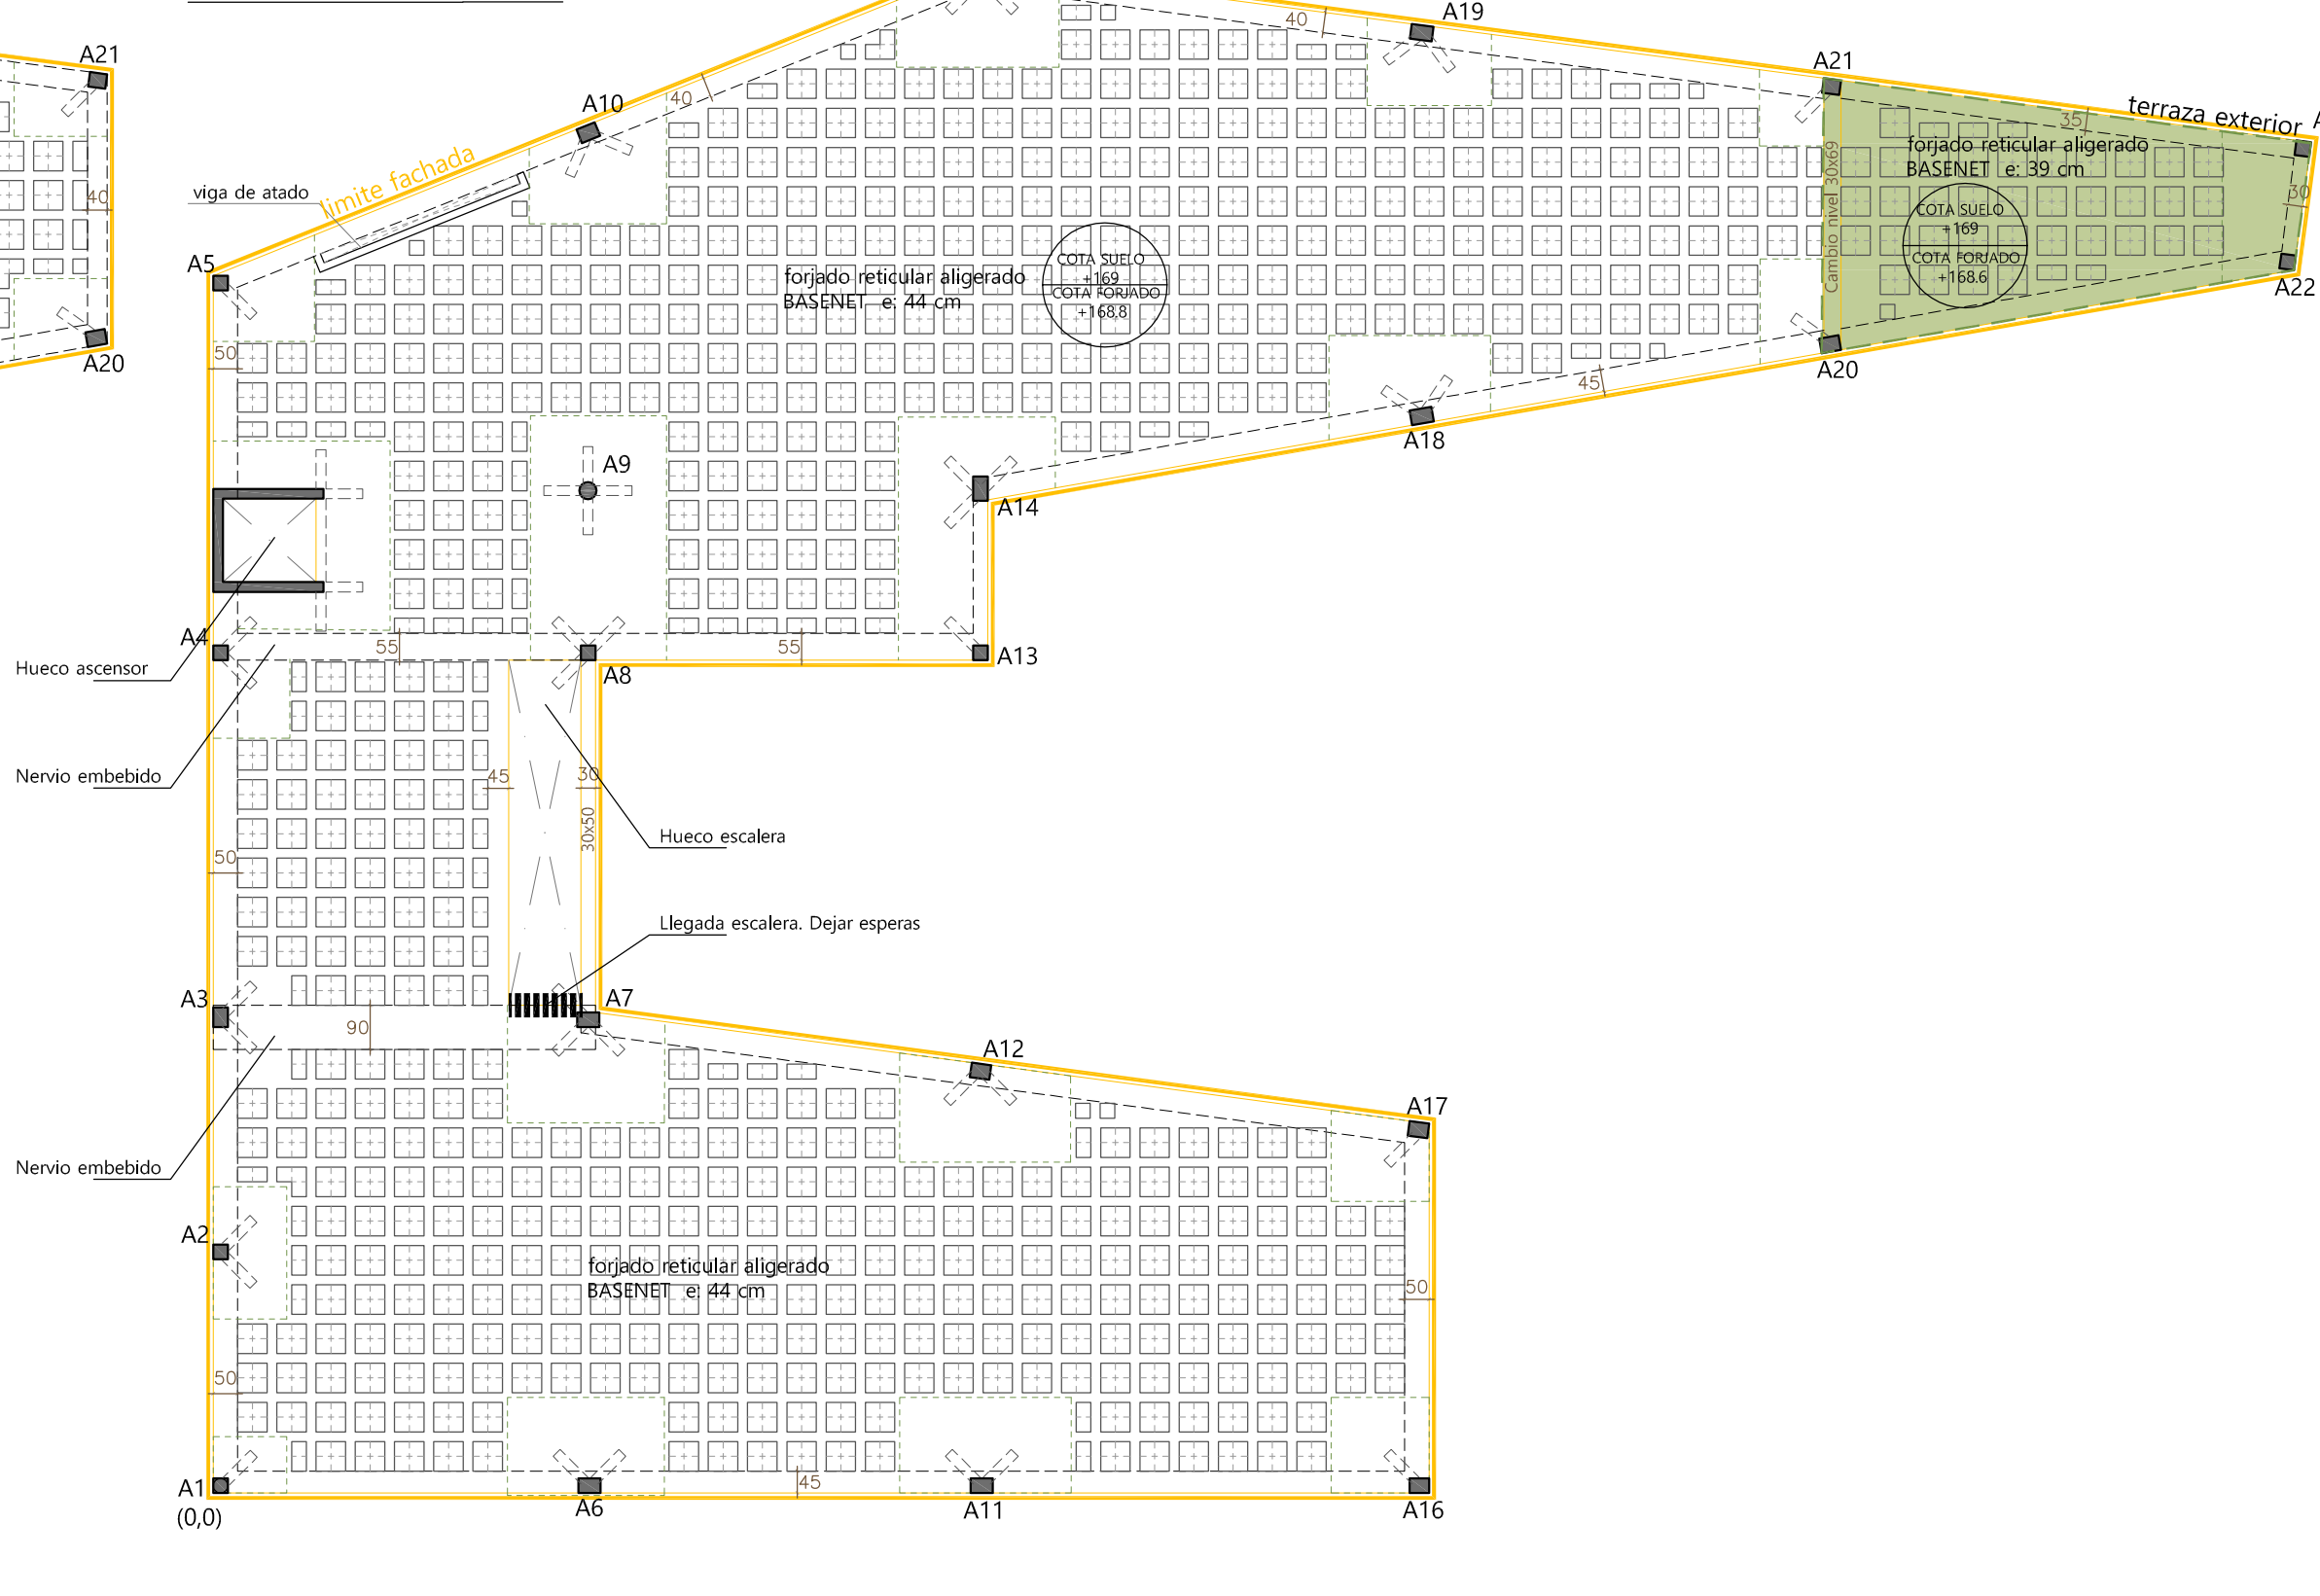 A19
40
A21
A21
40
A10
terraza exterior
A
35
forjado reticular aligerado
BASENET e: 39 cm
Cambio nivel 30x69
limite fachada
viga de atado
40
30
COTA SUELO
+169
COTA FORJADO
+168.6
A5
forjado reticular aligerado
BASENET e: 44 cm
COTA SUELO
+169
COTA FORJADO
+168.8
A22
A20
50
A20
45
A18
A9
A14
A4
55
55
A13
Hueco ascensor
A8
Nervio embebido
45
30
30x50
Hueco escalera
50
Llegada escalera. Dejar esperas
A3
A7
90
A12
A17
Nervio embebido
A2
forjado reticular aligerado
BASENET e: 44 cm
50
50
45
A1
(0,0)
A6
A11
A16